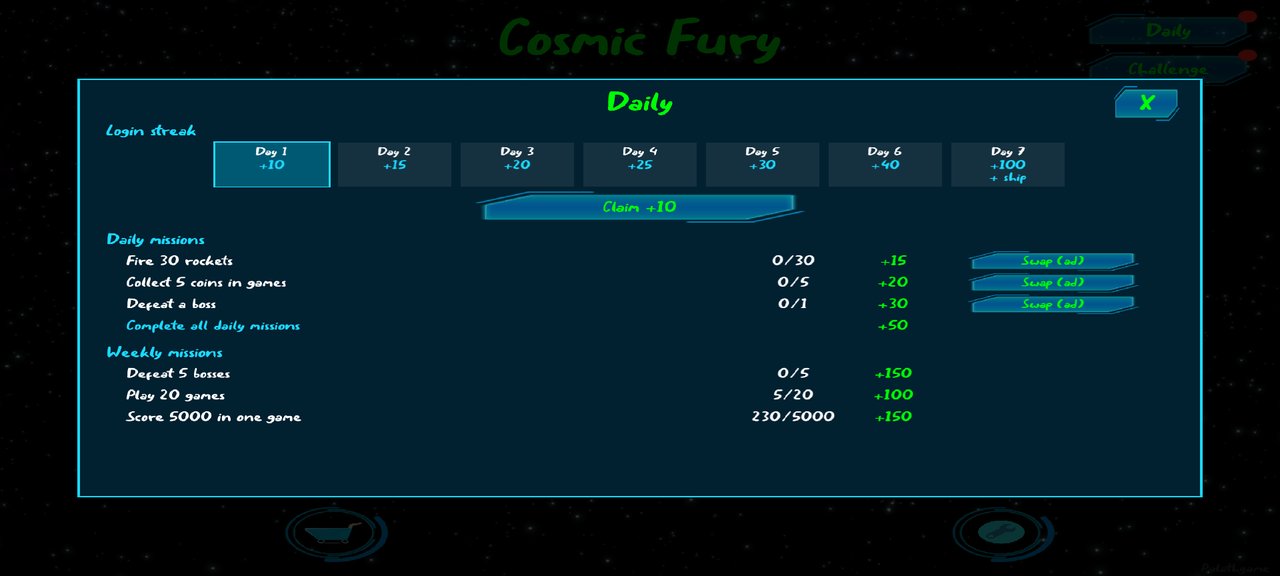 Cosmic Fury
Daily
Challenge
Daily
X
Login streak
Day 1 Day 2 Day 3 Day 4 Day 5 Day 6 Day 7
+10 +15 +20 +25 +30 +40 +100
+ ship
Claim +10
Daily missions
Fire 30 rockets 0/30 +15 Swap (ad)
Collect 5 coins in games 0/5 +20 Swap (ad)
Defeat a boss 0/1 +30 Swap (ad)
Complete all daily missions +50
Weekly missions
Defeat 5 bosses 0/5 +150
Play 20 games 5/20 +100
Score 5000 in one game 230/5000 +150